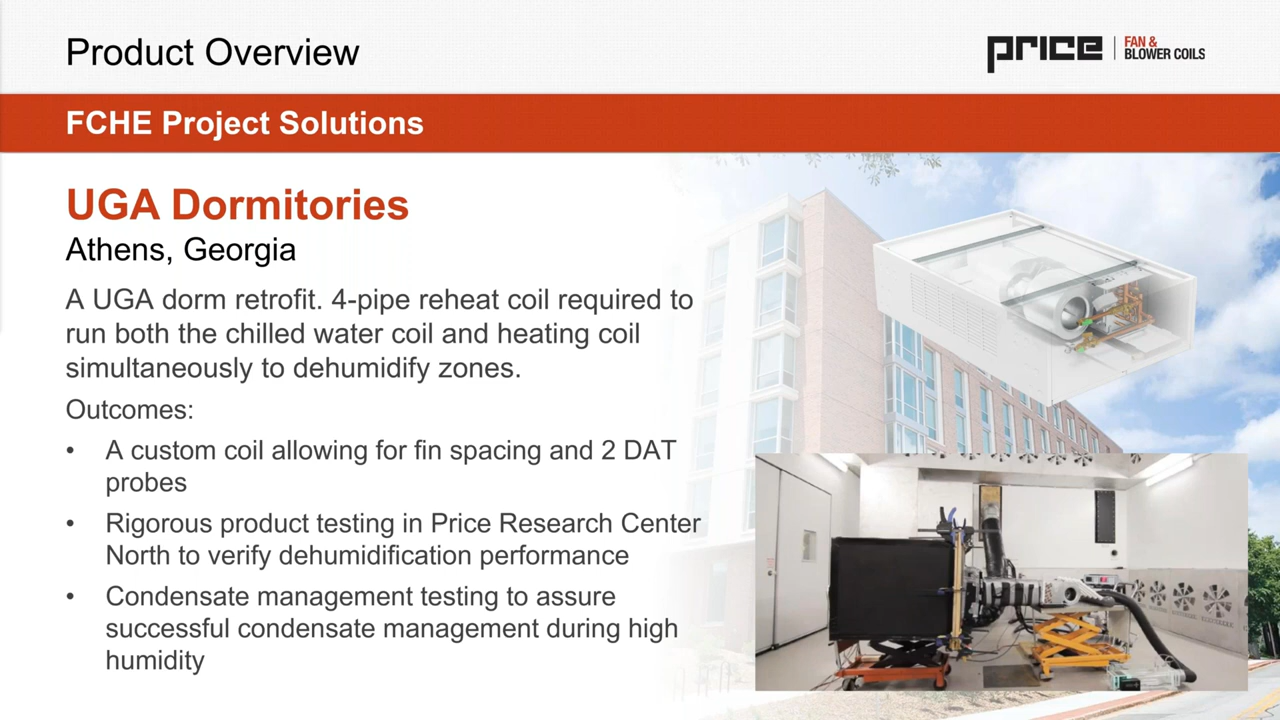 Product Overview
price
FAN &
BLOWER COILS
FCHE Project Solutions
UGA Dormitories
Athens, Georgia
A UGA dorm retrofit. 4-pipe reheat coil required to
run both the chilled water coil and heating coil
simultaneously to dehumidify zones.
Outcomes:
• A custom coil allowing for fin spacing and 2 DAT
probes
• Rigorous product testing in Price Research Center
North to verify dehumidification performance
• Condensate management testing to assure
successful condensate management during high
humidity